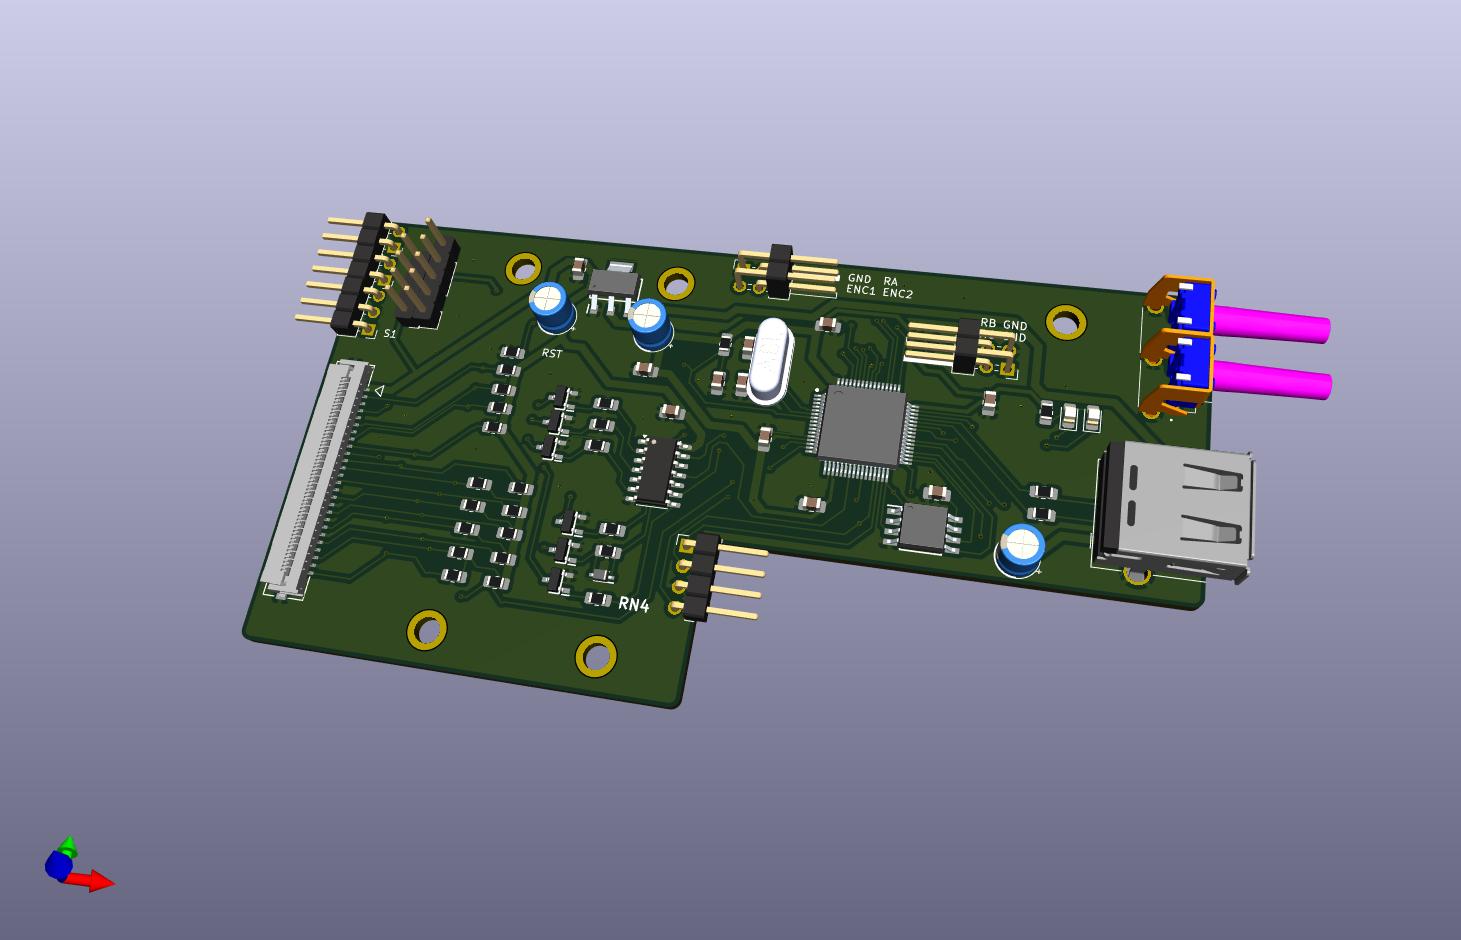 GND RA
ENC1 ENC2
RB GND
S1
RST
RN4